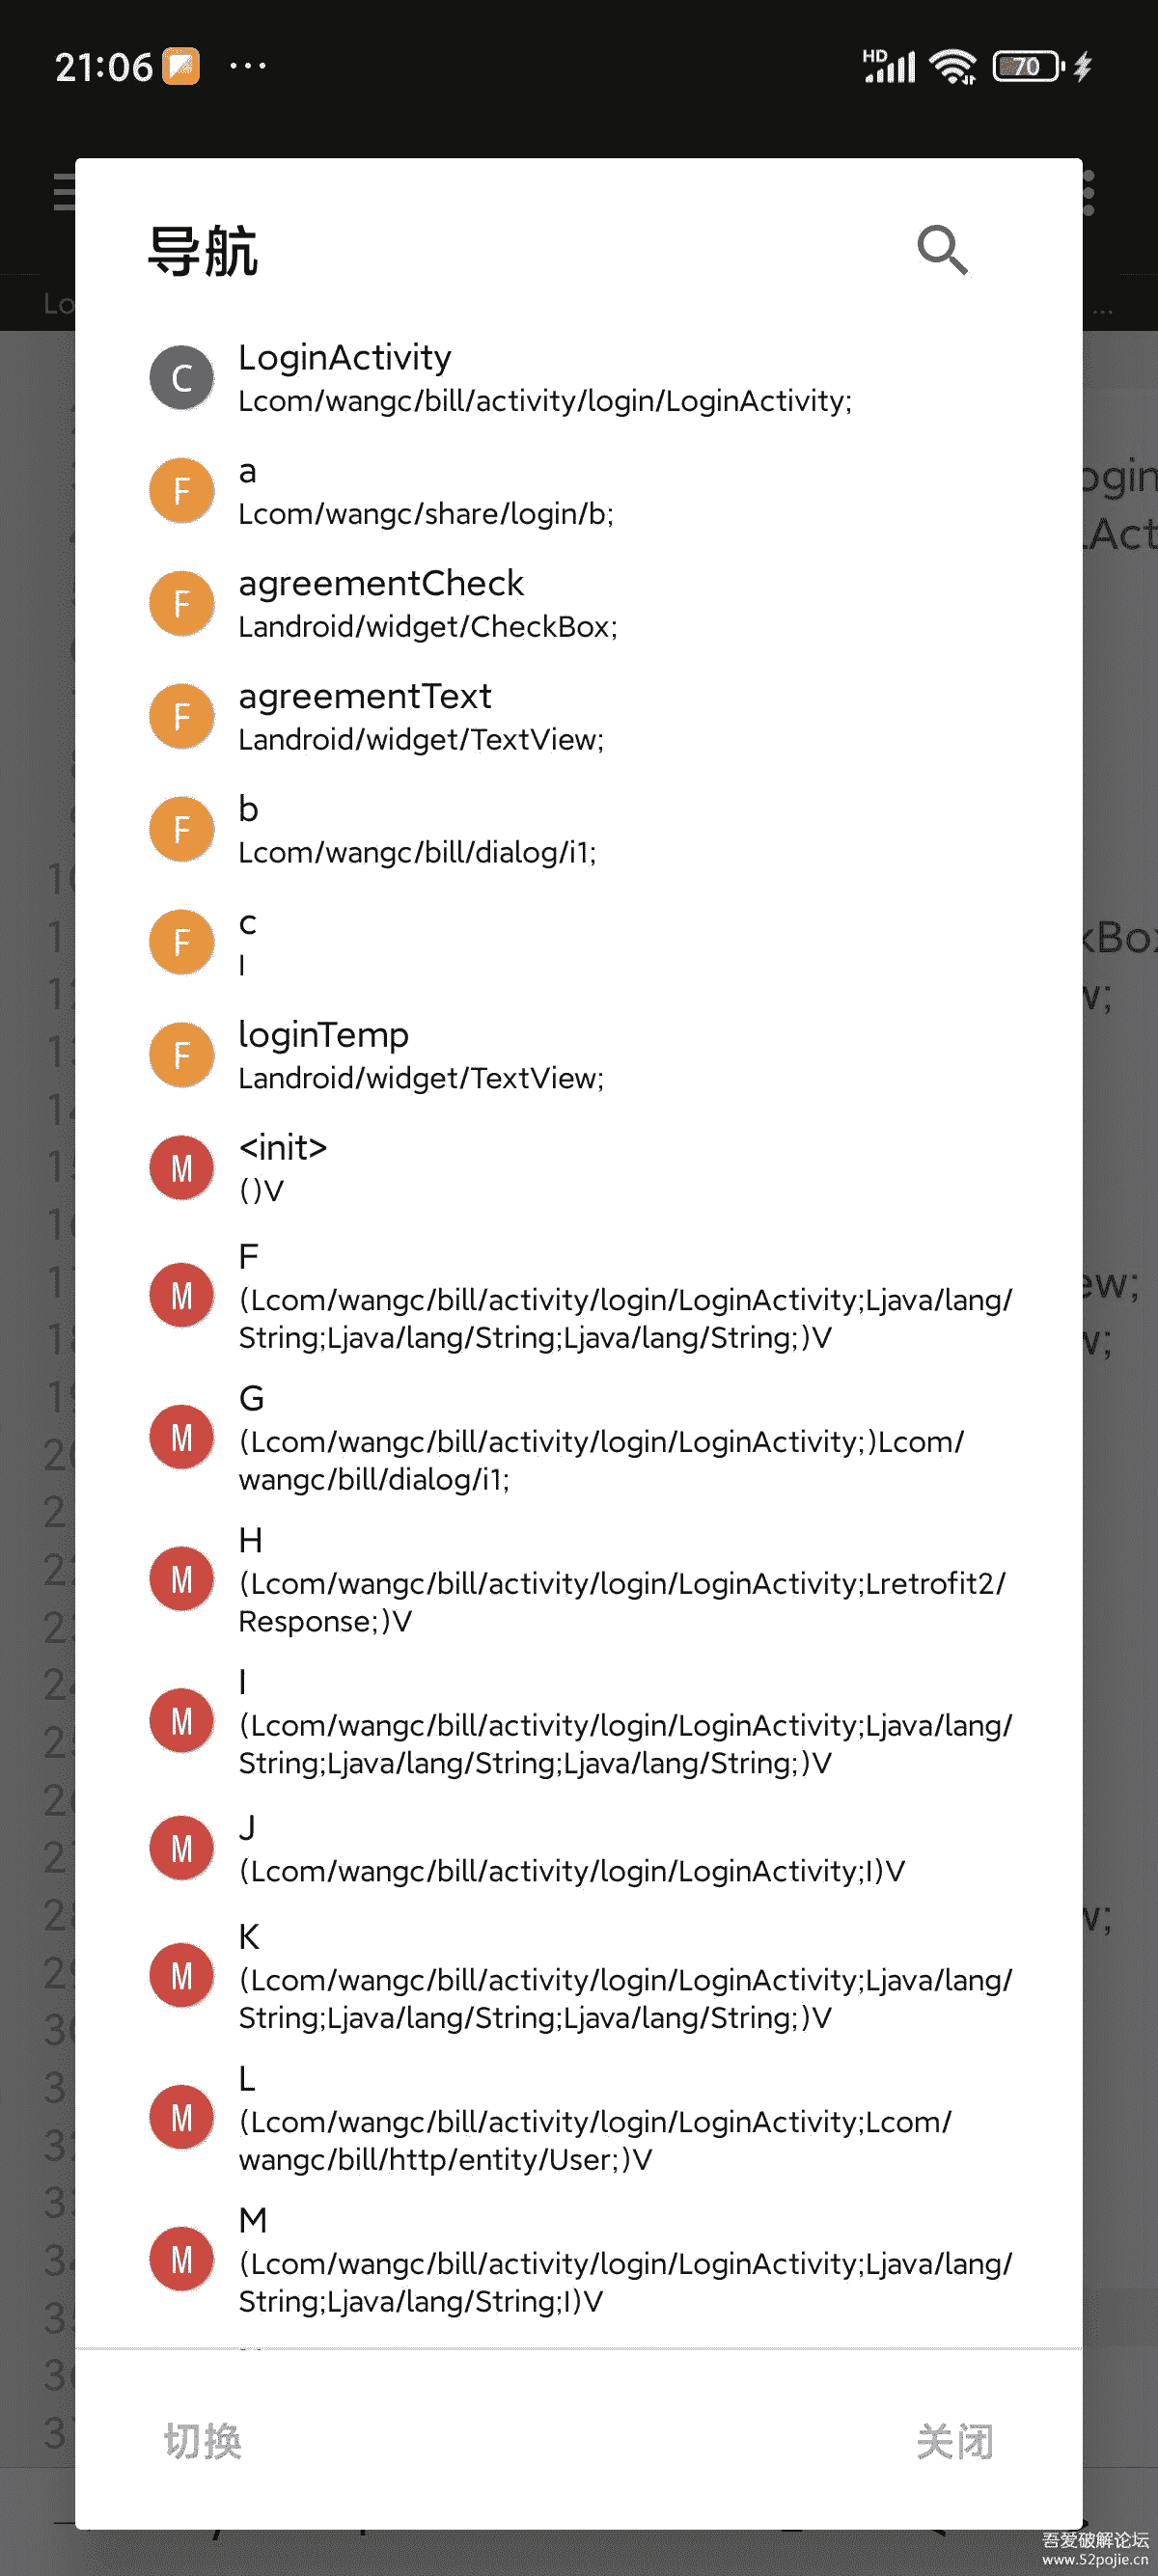 21:06
HD
70
导航
Lo
...
C
LoginActivity
Lcom/wangc/bill/activity/login/LoginActivity;
F
a
Lcom/wangc/share/login/b;
ogin
F
agreementCheck
Landroid/widget/CheckBox;
F
agreementText
Landroid/widget/TextView;
F
b
Lcom/wangc/bill/dialog/i1;
F
c
I
kBox
w;
F
loginTemp
Landroid/widget/TextView;
M
<init>
()V
M
F
(Lcom/wangc/bill/activity/login/LoginActivity;Ljava/lang/
String;Ljava/lang/String;Ljava/lang/String;)V
ew;
w;
M
G
(Lcom/wangc/bill/activity/login/LoginActivity;)Lcom/
wangc/bill/dialog/i1;
M
H
(Lcom/wangc/bill/activity/login/LoginActivity;Lretrofit2/
Response;)V
M
I
(Lcom/wangc/bill/activity/login/LoginActivity;Ljava/lang/
String;Ljava/lang/String;Ljava/lang/String;)V
M
J
(Lcom/wangc/bill/activity/login/LoginActivity;I)V
w;
M
K
(Lcom/wangc/bill/activity/login/LoginActivity;Ljava/lang/
String;Ljava/lang/String;Ljava/lang/String;)V
M
L
(Lcom/wangc/bill/activity/login/LoginActivity;Lcom/
wangc/bill/http/entity/User;)V
M
M
(Lcom/wangc/bill/activity/login/LoginActivity;Ljava/lang/
String;Ljava/lang/String;I)V
切换
关闭
吾爱破解论坛
www.52pojie.cn